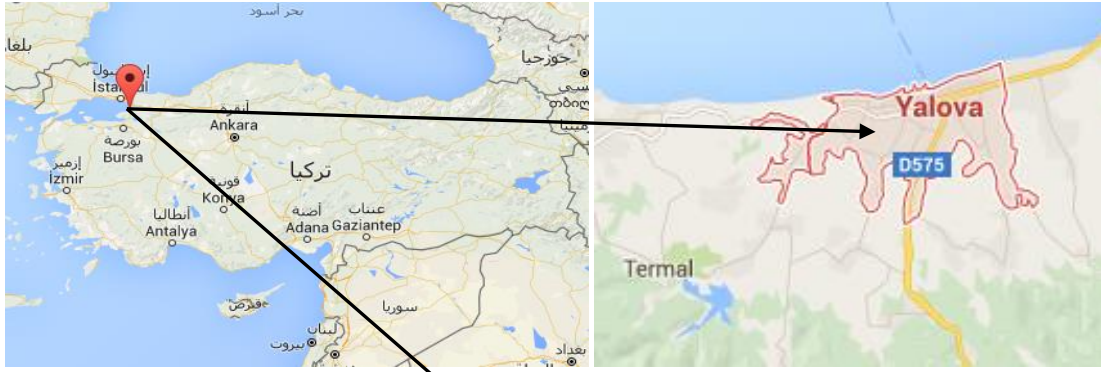 بحر أسود
جورجيا
İstanbul
أنقرة
Ankara
بورصة
Bursa
إزمير
İzmir
تركيا
قونية
Konya
أنطاليا
Antalya
أضنة
Adana
عنتاب
Gaziantep
قبرص
سوريا
لبنان
بيروت
بغداد
Yalova
D575
Termal